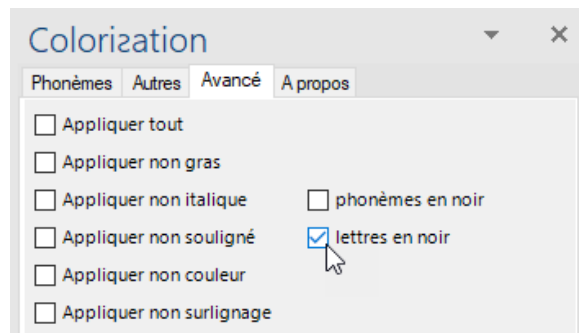 Colorization
Phonèmes Autres Avancé A propos
Appliquer tout
Appliquer non gras
Appliquer non italique phonèmes en noir
Appliquer non souligné lettres en noir
Appliquer non couleur
Appliquer non surlignage